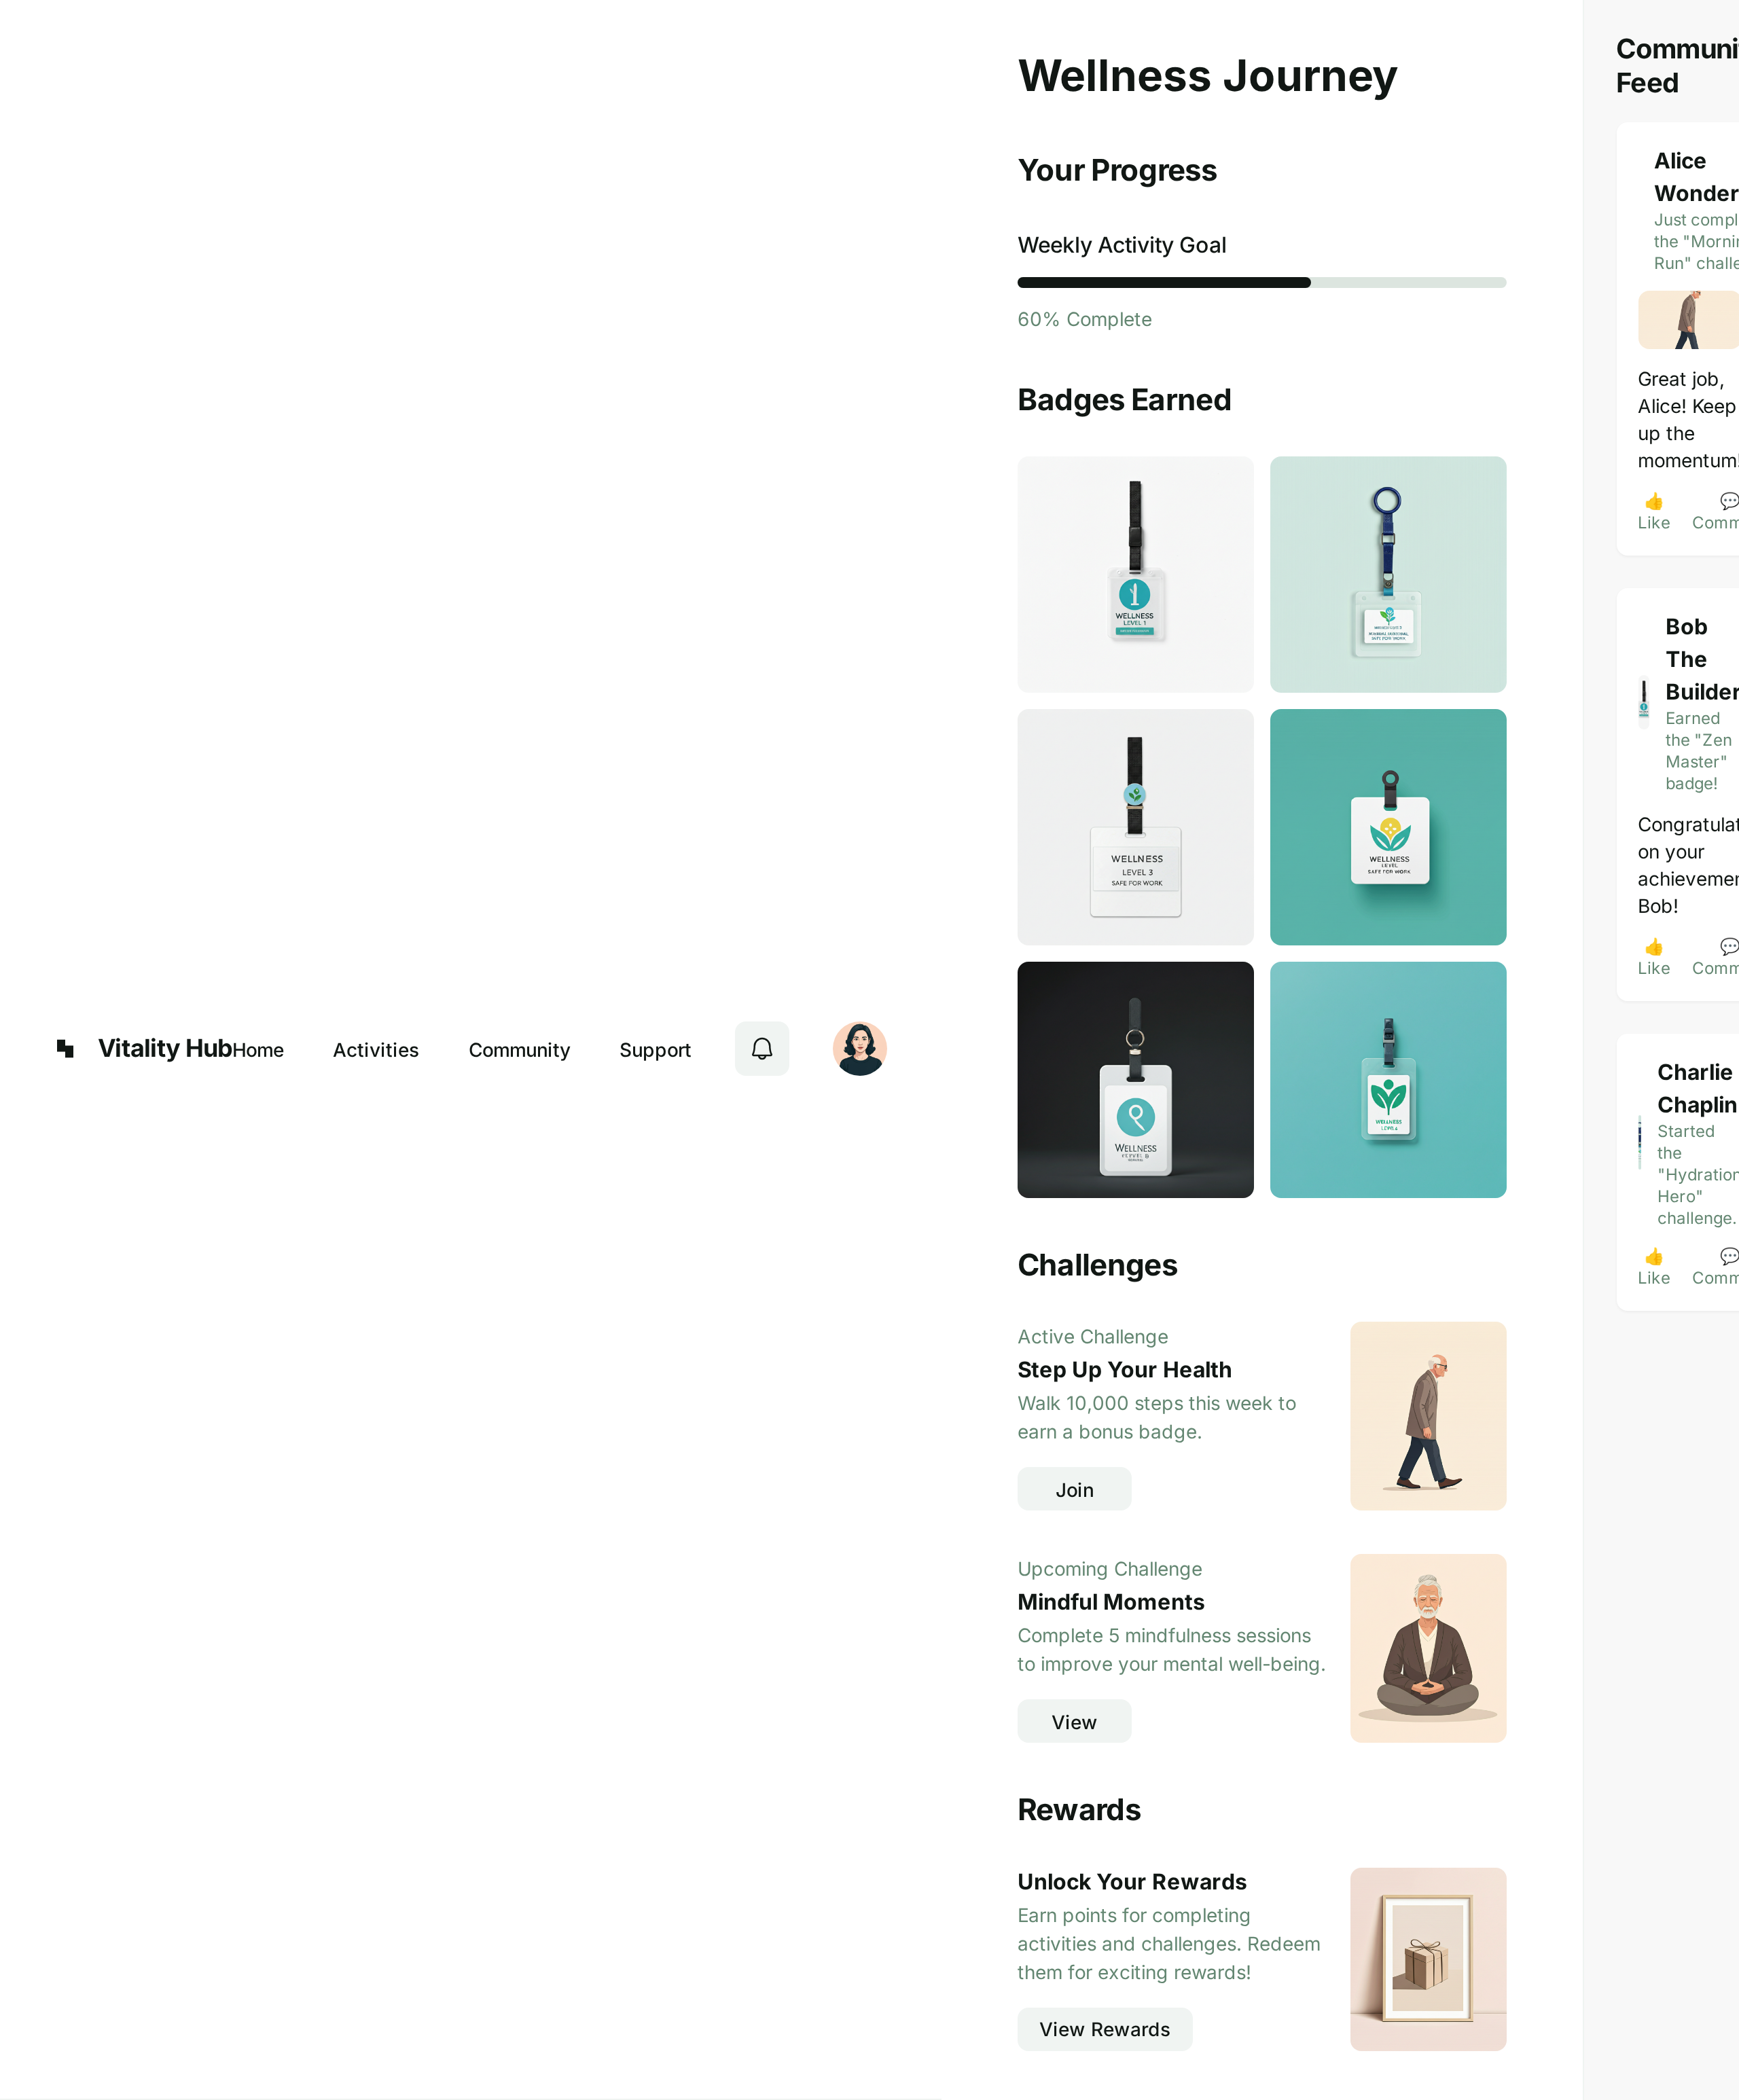 Vitality Hub
Home
Activities
Community
Support
Wellness Journey
Your Progress
Weekly Activity Goal
60% Complete
Badges Earned
WELLNESS
LEVEL 1
WELLNESS
LEVEL 3
SAFE FOR WORK
WELLNESS
LEVEL
SAFE FOR WORK
WELLNESS
WELLNESS
Challenges
Active Challenge
Step Up Your Health
Walk 10,000 steps this week to
earn a bonus badge.
Join
Upcoming Challenge
Mindful Moments
Complete 5 mindfulness sessions
to improve your mental well-being.
View
Rewards
Unlock Your Rewards
Earn points for completing
activities and challenges. Redeem
them for exciting rewards!
View Rewards
Communi
Feed
Alice
Wonder
Just compl
the "Morni
Run" challe
Great job,
Alice! Keep
up the
momentum!
👍 💬
Like Comm
Bob
The
Builder
Earned
the "Zen
Master"
badge!
Congratulat
on your
achievemen
Bob!
👍 💬
Like Comm
Charlie
Chaplin
Started
the
"Hydration
Hero"
challenge.
👍 💬
Like Comm